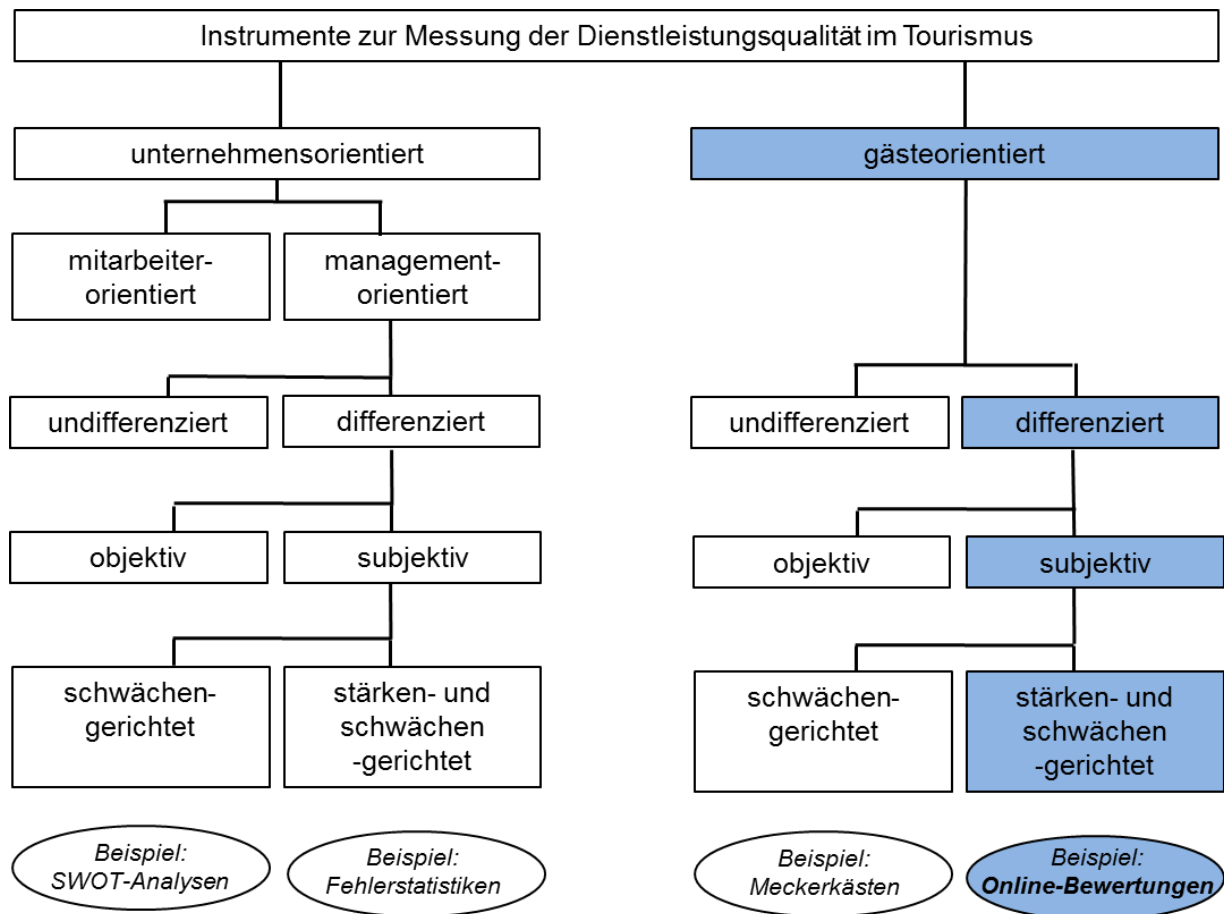 Instrumente zur Messung der Dienstleistungsqualität im Tourismus
unternehmensorientiert
gästeorientiert
mitarbeiter-
orientiert
management-
orientiert
undifferenziert
differenziert
undifferenziert
differenziert
objektiv
subjektiv
objektiv
subjektiv
schwächen-
gerichtet
stärken- und
schwächen
-gerichtet
schwächen-
gerichtet
stärken- und
schwächen
-gerichtet
Beispiel:
SWOT-Analysen
Beispiel:
Fehlerstatistiken
Beispiel:
Meckerkästen
Beispiel:
Online-Bewertungen